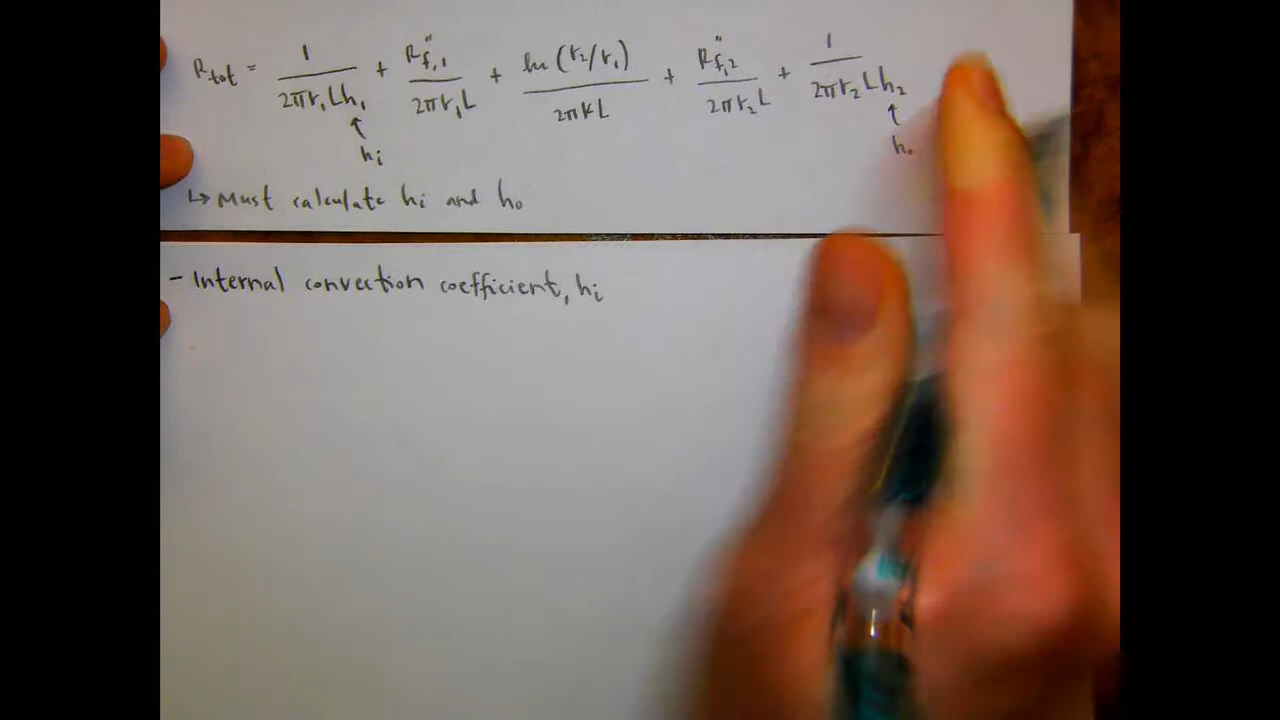 R_tot = 1/(2πr₁Lh₁) + R"_f,1/(2πr₁L) + ln(r₂/r₁)/(2πkL) + R"_f,2/(2πr₂L) + 1/(2πr₂Lh₂)
↑ ↑
hᵢ h₀
↳ Must calculate hᵢ and h₀
- Internal convection coefficient, hᵢ